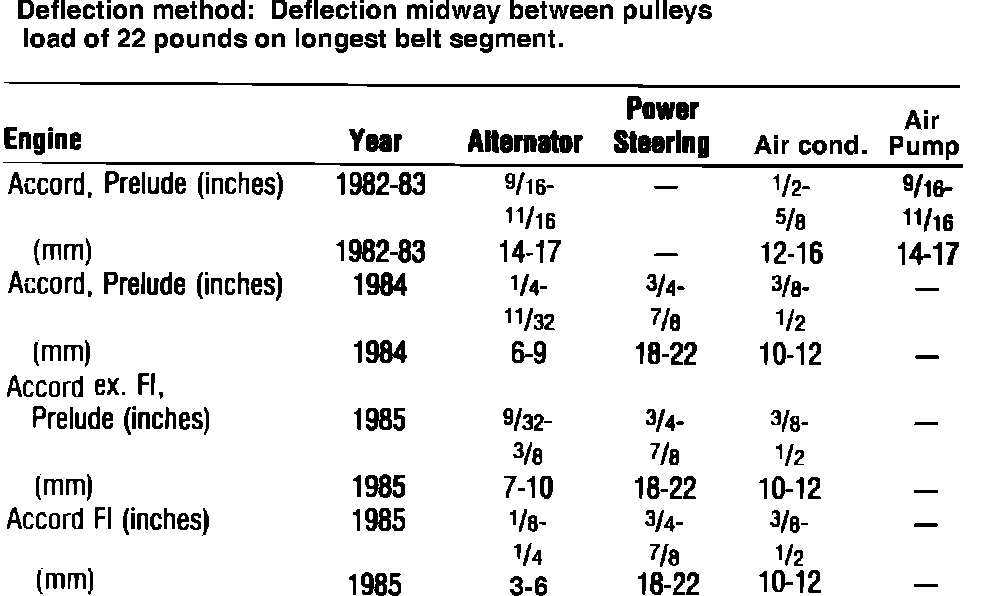 Deflection method: Deflection midway between pulleys
load of 22 pounds on longest belt segment.
Power
Air
Engine Year Alternator Steering Air cond. Pump
Accord, Prelude (inches) 1982-83 9/16- — 1/2- 9/16-
11/16 5/8 11/16
(mm) 1982-83 14-17 — 12-16 14-17
Accord, Prelude (inches) 1984 1/4- 3/4- 3/8- —
11/32 7/8 1/2
(mm) 1984 6-9 18-22 10-12 —
Accord ex. FI,
Prelude (inches) 1985 9/32- 3/4- 3/8- —
3/8 7/8 1/2
(mm) 1985 7-10 18-22 10-12 —
Accord FI (inches) 1985 1/8- 3/4- 3/8- —
1/4 7/8 1/2
(mm) 1985 3-6 18-22 10-12 —